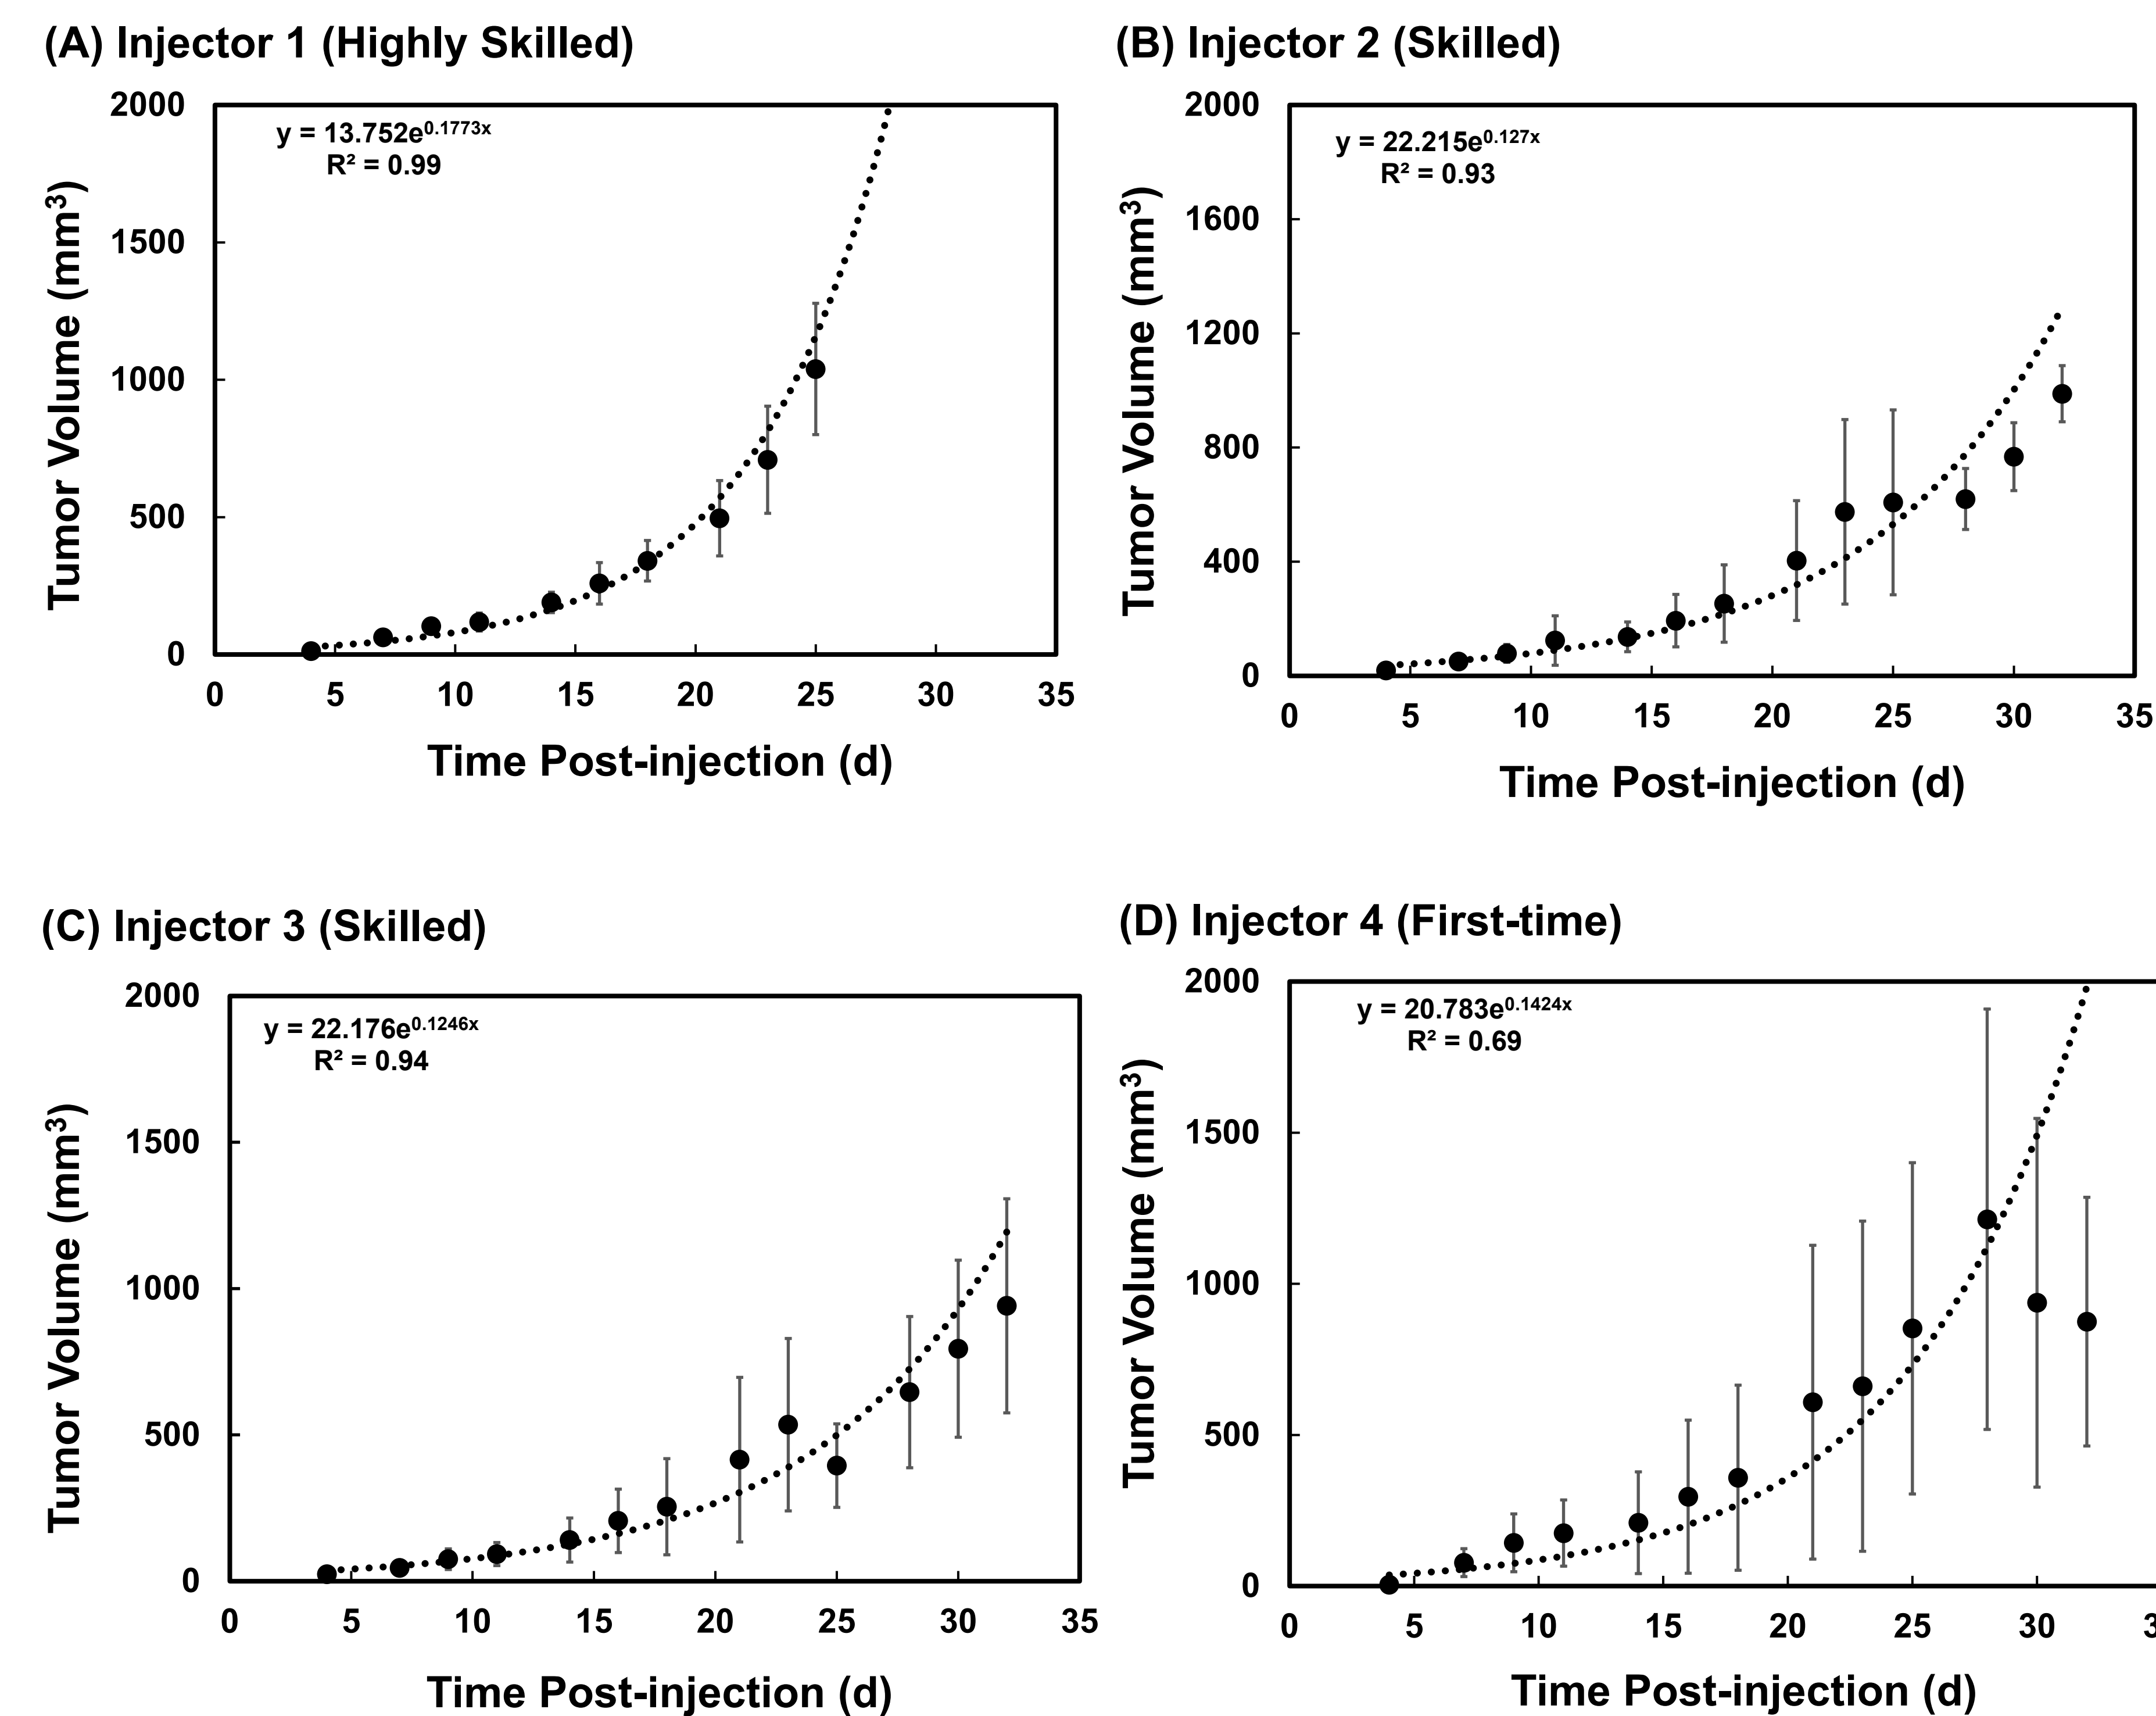 (A) Injector 1 (Highly Skilled)
2000
1500
1000
500
0
y = 13.752e^0.1773x
R² = 0.99
Tumor Volume (mm³)
0 5 10 15 20 25 30 35
Time Post-injection (d)
(B) Injector 2 (Skilled)
2000
1600
1200
800
400
0
y = 22.215e^0.127x
R² = 0.93
Tumor Volume (mm³)
0 5 10 15 20 25 30 35
Time Post-injection (d)
(C) Injector 3 (Skilled)
2000
1500
1000
500
0
y = 22.176e^0.1246x
R² = 0.94
Tumor Volume (mm³)
0 5 10 15 20 25 30 35
Time Post-injection (d)
(D) Injector 4 (First-time)
2000
1500
1000
500
0
y = 20.783e^0.1424x
R² = 0.69
Tumor Volume (mm³)
0 5 10 15 20 25 30
Time Post-injection (d)